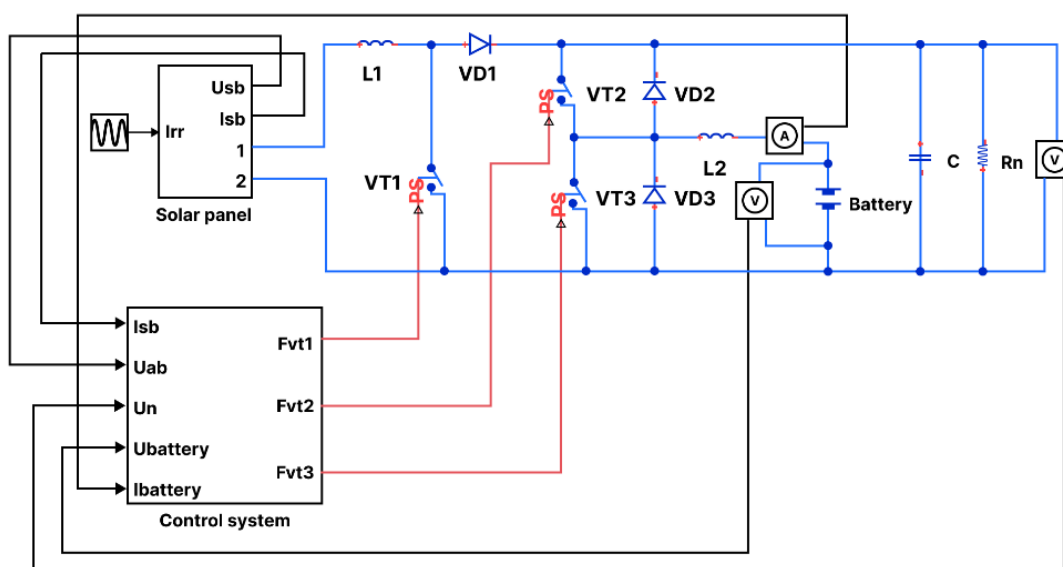 Usb
Isb
Irr
1
2
Solar panel
L1
VD1
PS
VT2
VD2
A
PS
VT1
PS
VT3
VD3
L2
V
Battery
C
Rn
V
Isb
Uab
Un
Ubattery
Ibattery
Fvt1
Fvt2
Fvt3
Control system